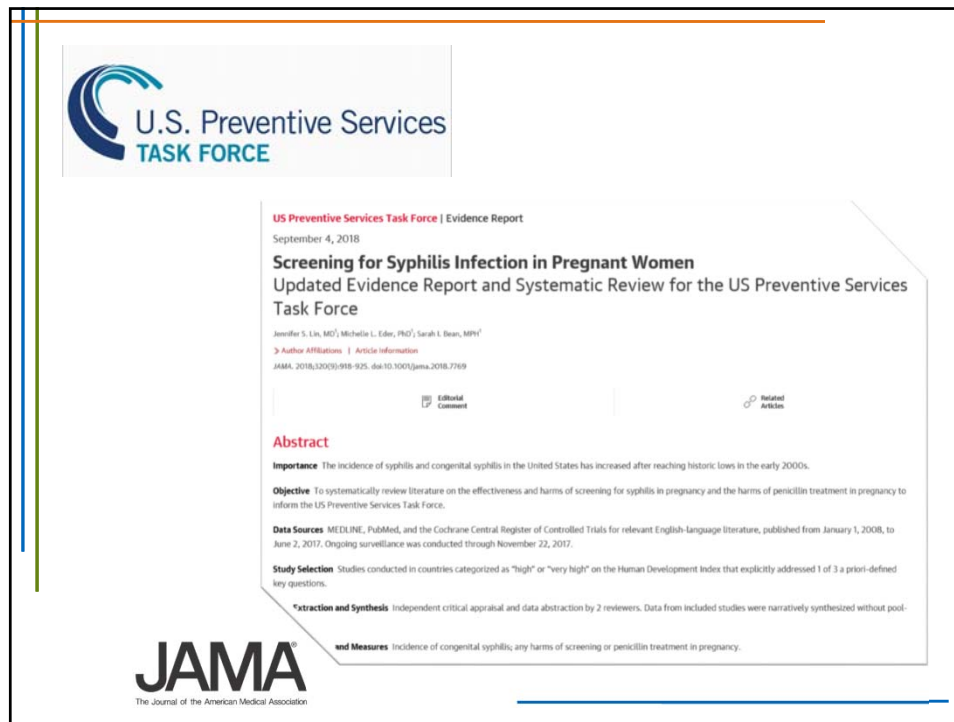 U.S. Preventive Services
TASK FORCE
US Preventive Services Task Force | Evidence Report
September 4, 2018
Screening for Syphilis Infection in Pregnant Women
Updated Evidence Report and Systematic Review for the US Preventive Services
Task Force
Jennifer S. Lin, MD1; Michelle L. Eder, PhD1; Sarah I. Bean, MPH1
> Author Affiliations | Article Information
JAMA. 2018;320(9):918-925. doi:10.1001/jama.2018.7769
Editorial
Comment
Related
Articles
Abstract
Importance The incidence of syphilis and congenital syphilis in the United States has increased after reaching historic lows in the early 2000s.
Objective To systematically review literature on the effectiveness and harms of screening for syphilis in pregnancy and the harms of penicillin treatment in pregnancy to
inform the US Preventive Services Task Force.
Data Sources MEDLINE, PubMed, and the Cochrane Central Register of Controlled Trials for relevant English-language literature, published from January 1, 2008, to
June 2, 2017. Ongoing surveillance was conducted through November 22, 2017.
Study Selection Studies conducted in countries categorized as "high" or "very high" on the Human Development Index that explicitly addressed 1 of 3 a priori-defined
key questions.
Extraction and Synthesis Independent critical appraisal and data abstraction by 2 reviewers. Data from included studies were narratively synthesized without pool-
and Measures Incidence of congenital syphilis; any harms of screening or penicillin treatment in pregnancy.
JAMA®
The Journal of the American Medical Association